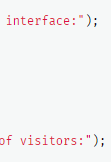 interface:");
of visitors:");